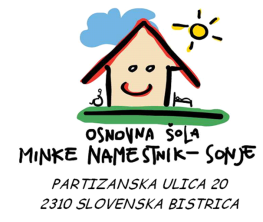 OSNOVNA ŠOLA
MINKE NAMESTNIK- SONJE
PARTIZANSKA ULICA 20
2310 SLOVENSKA BISTRICA